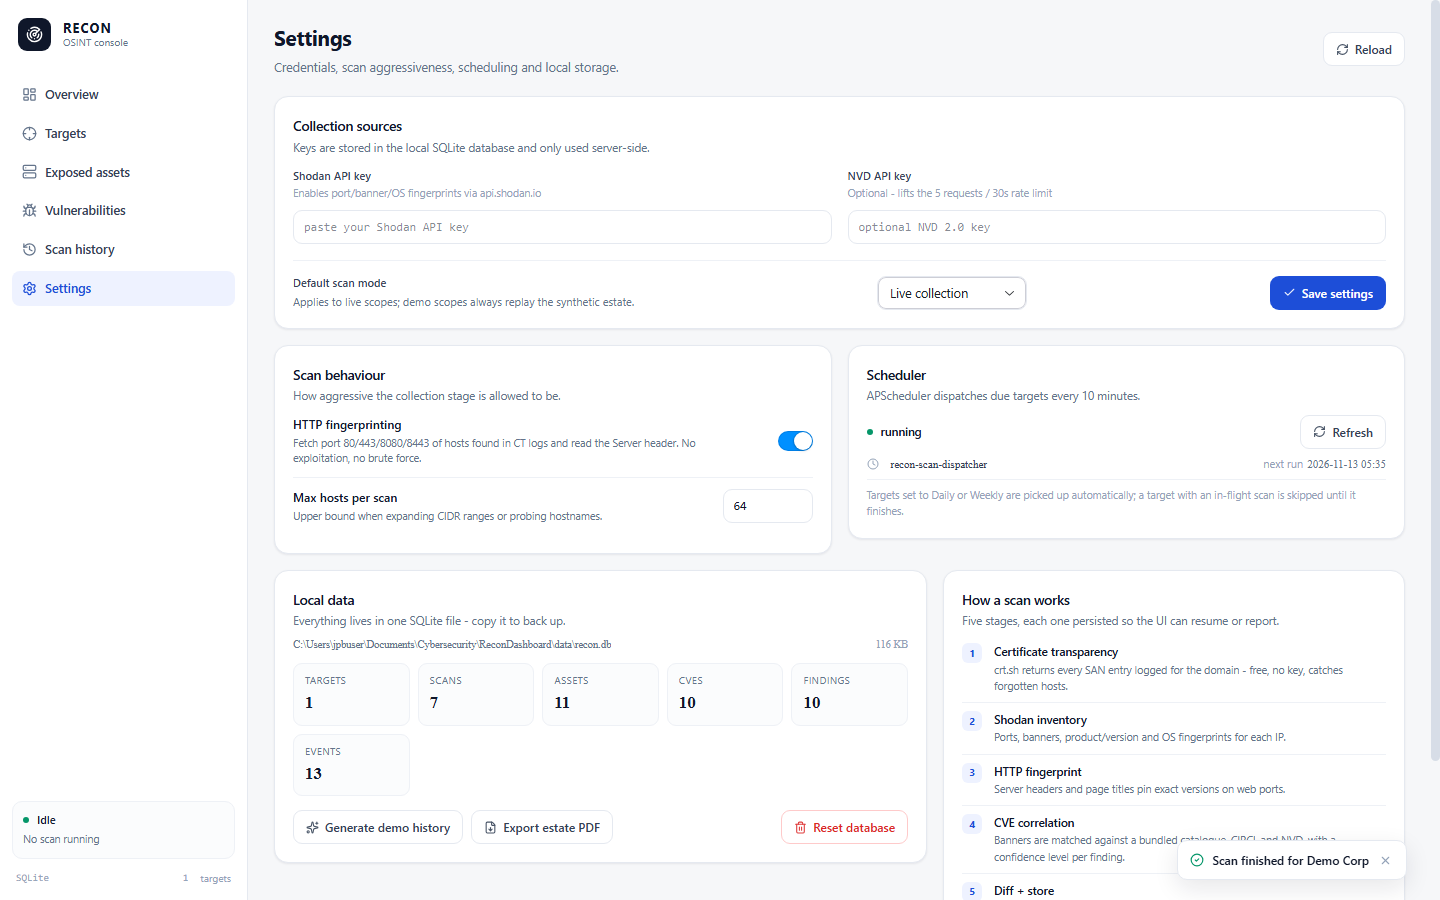 RECON
OSINT console
Overview
Targets
Exposed assets
Vulnerabilities
Scan history
Settings
Idle
No scan running
SQLite 1 targets
Settings
Credentials, scan aggressiveness, scheduling and local storage.
Reload
Collection sources
Keys are stored in the local SQLite database and only used server-side.
Shodan API key
Enables port/banner/OS fingerprints via api.shodan.io
paste your Shodan API key
NVD API key
Optional - lifts the 5 requests / 30s rate limit
optional NVD 2.0 key
Default scan mode
Applies to live scopes; demo scopes always replay the synthetic estate.
Live collection
Save settings
Scan behaviour
How aggressive the collection stage is allowed to be.
HTTP fingerprinting
Fetch port 80/443/8080/8443 of hosts found in CT logs and read the Server header. No
exploitation, no brute force.
Max hosts per scan
Upper bound when expanding CIDR ranges or probing hostnames.
64
Scheduler
APScheduler dispatches due targets every 10 minutes.
running
Refresh
recon-scan-dispatcher
next run 2026-11-13 05:35
Targets set to Daily or Weekly are picked up automatically; a target with an in-flight scan is skipped until it
finishes.
Local data
Everything lives in one SQLite file - copy it to back up.
C:\Users\jpbuser\Documents\Cybersecurity\ReconDashboard\data\recon.db
116 KB
TARGETS
1
SCANS
7
ASSETS
11
CVES
10
FINDINGS
10
EVENTS
13
Generate demo history
Export estate PDF
Reset database
How a scan works
Five stages, each one persisted so the UI can resume or report.
1 Certificate transparency
crt.sh returns every SAN entry logged for the domain - free, no key, catches
forgotten hosts.
2 Shodan inventory
Ports, banners, product/version and OS fingerprints for each IP.
3 HTTP fingerprint
Server headers and page titles pin exact versions on web ports.
4 CVE correlation
Banners are matched against a bundled catalogue, CIRCL and NVD, with a
confidence level per finding.
5 Diff + store
Scan finished for Demo Corp